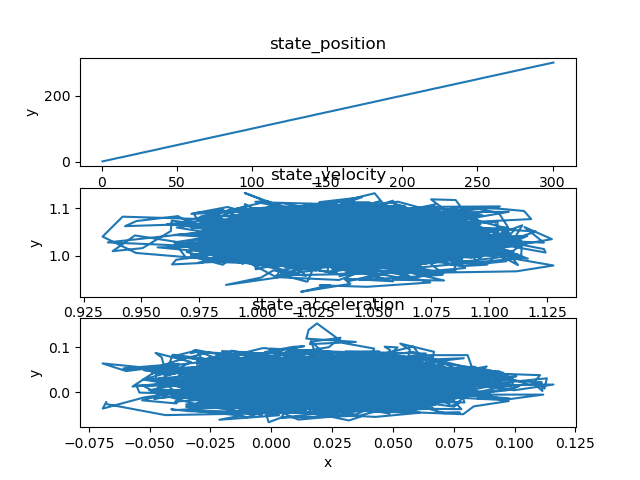 state_position
y
200
0
0 50 100 150 200 250 300
state_velocity
y
1.1
1.0
0.925 0.950 0.975 1.000 1.025 1.050 1.075 1.100 1.125
state_acceleration
y
0.1
0.0
−0.075 −0.050 −0.025 0.000 0.025 0.050 0.075 0.100 0.125
x